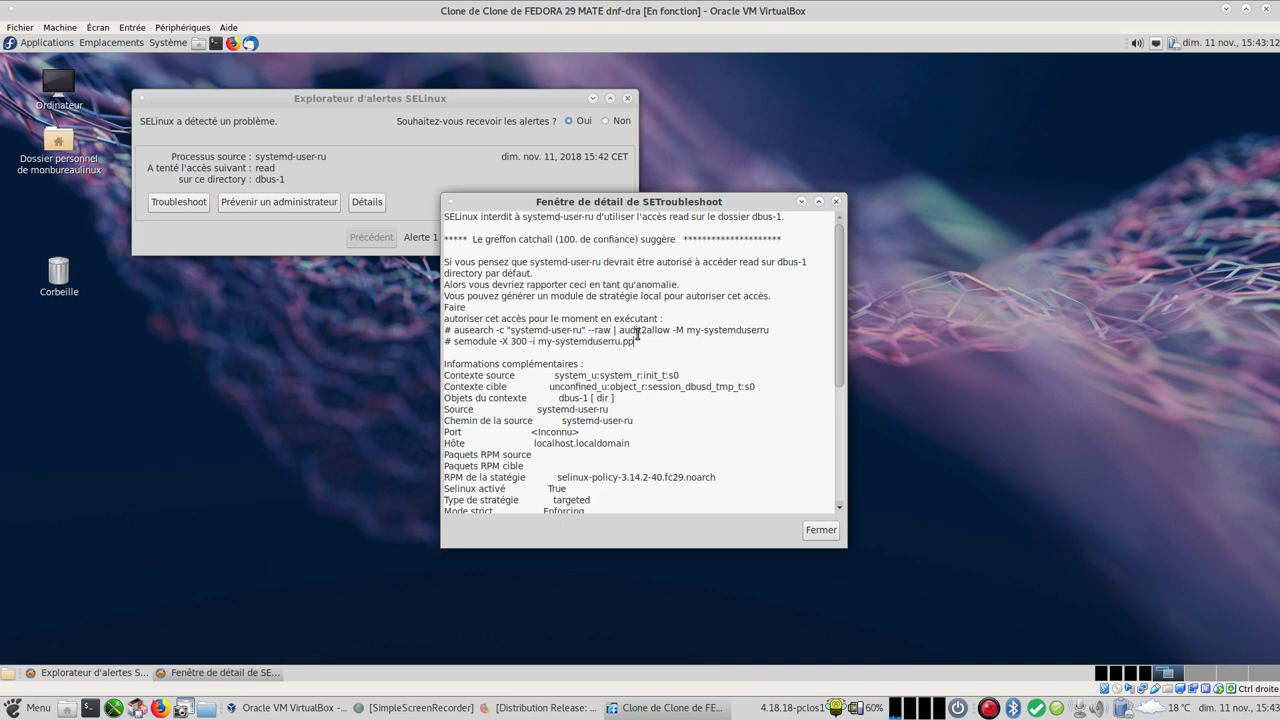 Clone de Clone de FEDORA 29 MATE dnf-dra [En fonction] - Oracle VM VirtualBox
Fichier Machine Écran Entrée Périphériques Aide
Applications Emplacements Système dim. 11 nov., 15:43:12
Ordinateur
Dossier personnel
de monbureaulinux
Corbeille
Explorateur d'alertes SELinux
SELinux a détecté un problème. Souhaitez-vous recevoir les alertes ? Oui Non
Processus source : systemd-user-ru dim. nov. 11, 2018 15:42 CET
A tenté l'accès suivant : read
sur ce directory : dbus-1
Troubleshoot Prévenir un administrateur Détails
Précédent Alerte 1
Fenêtre de détail de SETroubleshoot
SELinux interdit à systemd-user-ru d'utiliser l'accès read sur le dossier dbus-1.
***** Le greffon catchall (100. de confiance) suggère *********************
Si vous pensez que systemd-user-ru devrait être autorisé à accéder read sur dbus-1
directory par défaut.
Alors vous devriez rapporter ceci en tant qu'anomalie.
Vous pouvez générer un module de stratégie local pour autoriser cet accès.
Faire
autoriser cet accès pour le moment en exécutant :
# ausearch -c "systemd-user-ru" --raw | audit2allow -M my-systemduserru
# semodule -X 300 -i my-systemduserru.pp
Informations complémentaires :
Contexte source system_u:system_r:init_t:s0
Contexte cible unconfined_u:object_r:session_dbusd_tmp_t:s0
Objets du contexte dbus-1 [ dir ]
Source systemd-user-ru
Chemin de la source systemd-user-ru
Port <Inconnu>
Hôte localhost.localdomain
Paquets RPM source
Paquets RPM cible
RPM de la statégie selinux-policy-3.14.2-40.fc29.noarch
Selinux activé True
Type de stratégie targeted
Mode strict Enforcing
Fermer
Explorateur d'alertes S... Fenêtre de détail de SE...
Ctrl droite
Menu Oracle VM VirtualBox -... [SimpleScreenRecorder] [Distribution Release: ... Clone de Clone de FE... 4.18.18-pclos1 60% 18 °C dim. 11 nov., 15:43